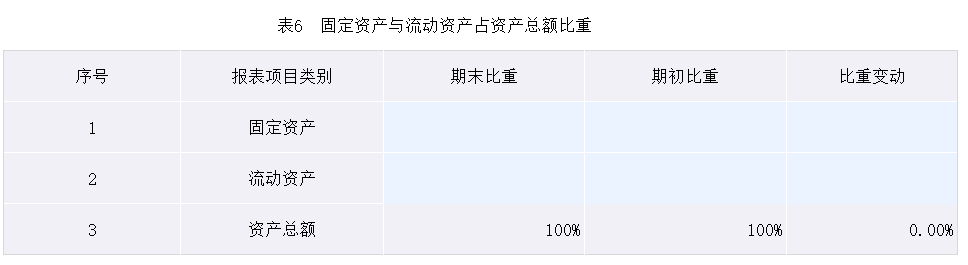 表6 固定资产与流动资产占资产总额比重
序号 报表项目类别 期末比重 期初比重 比重变动
1 固定资产
2 流动资产
3 资产总额 100% 100% 0.00%